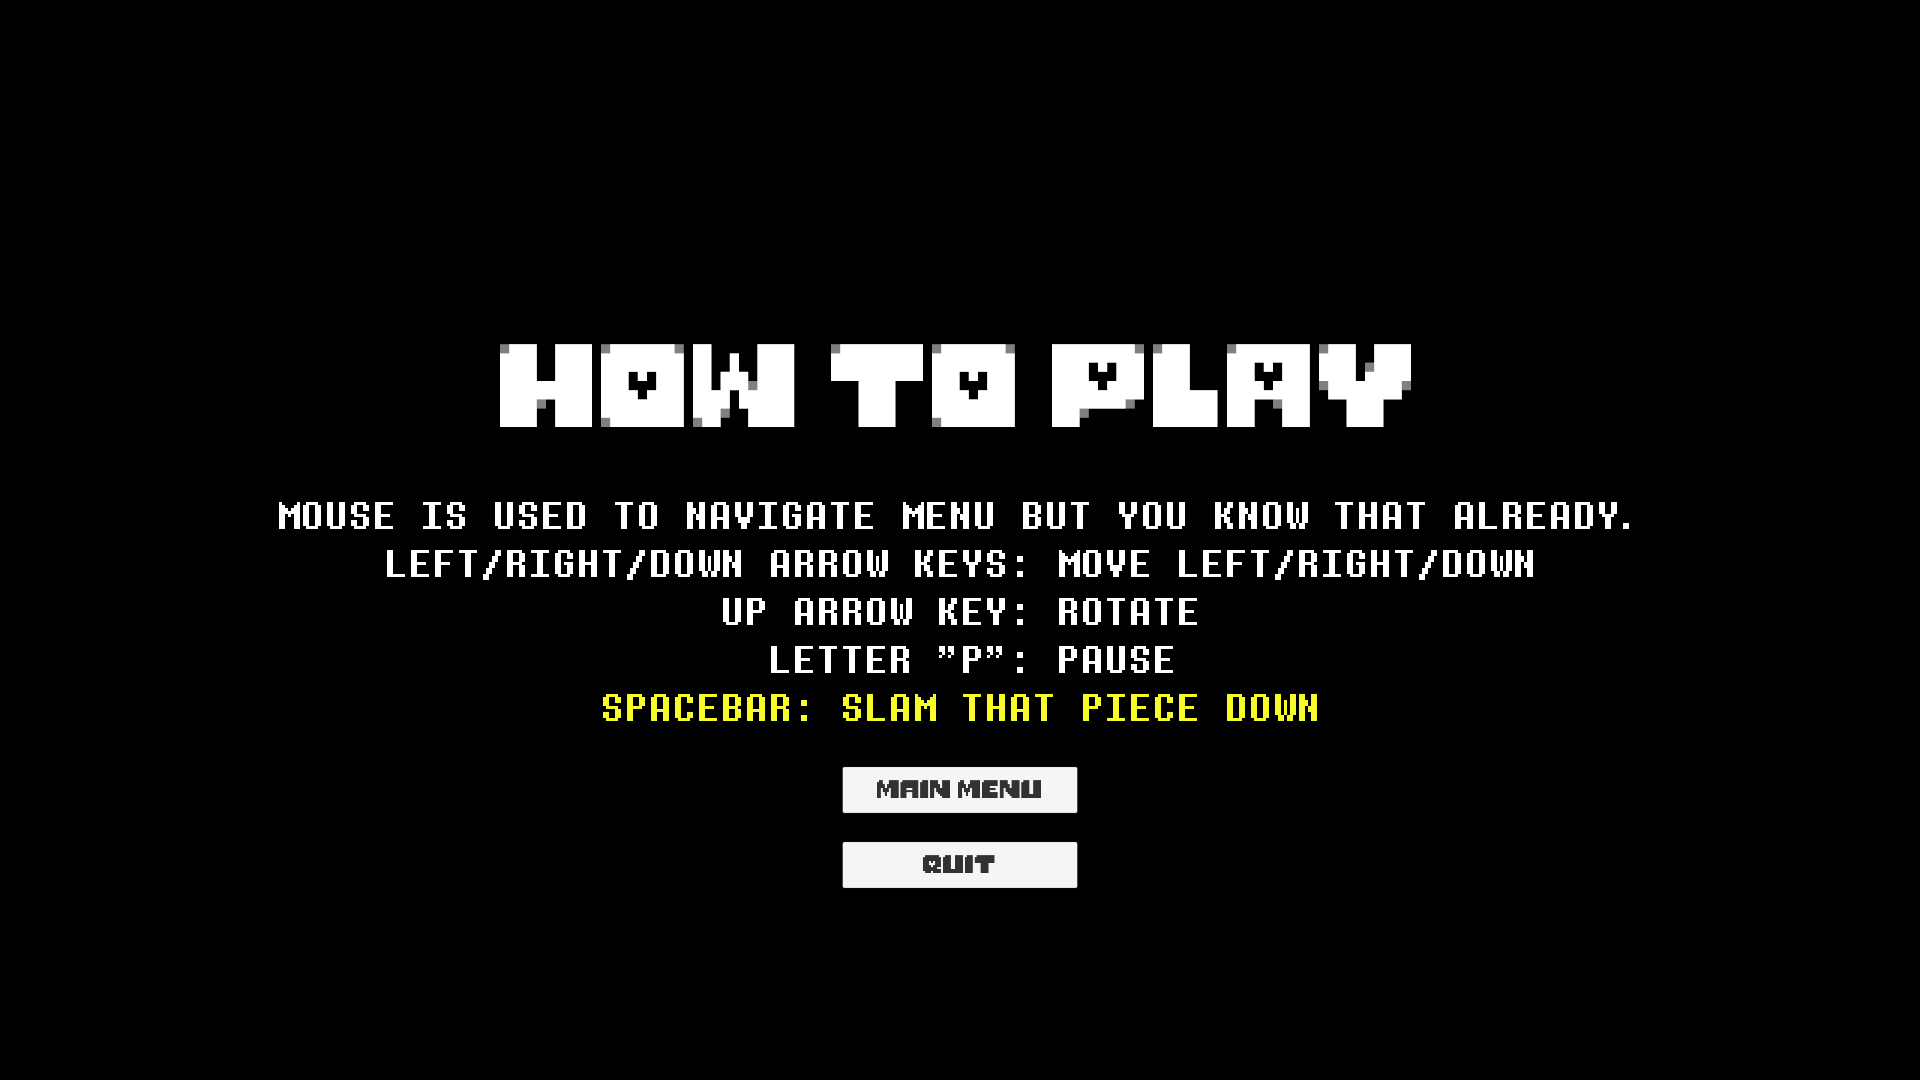 HOW TO PLAY
MOUSE IS USED TO NAVIGATE MENU BUT YOU KNOW THAT ALREADY.
LEFT/RIGHT/DOWN ARROW KEYS: MOVE LEFT/RIGHT/DOWN
UP ARROW KEY: ROTATE
LETTER ”P”: PAUSE
SPACEBAR: SLAM THAT PIECE DOWN
MAIN MENU
QUIT